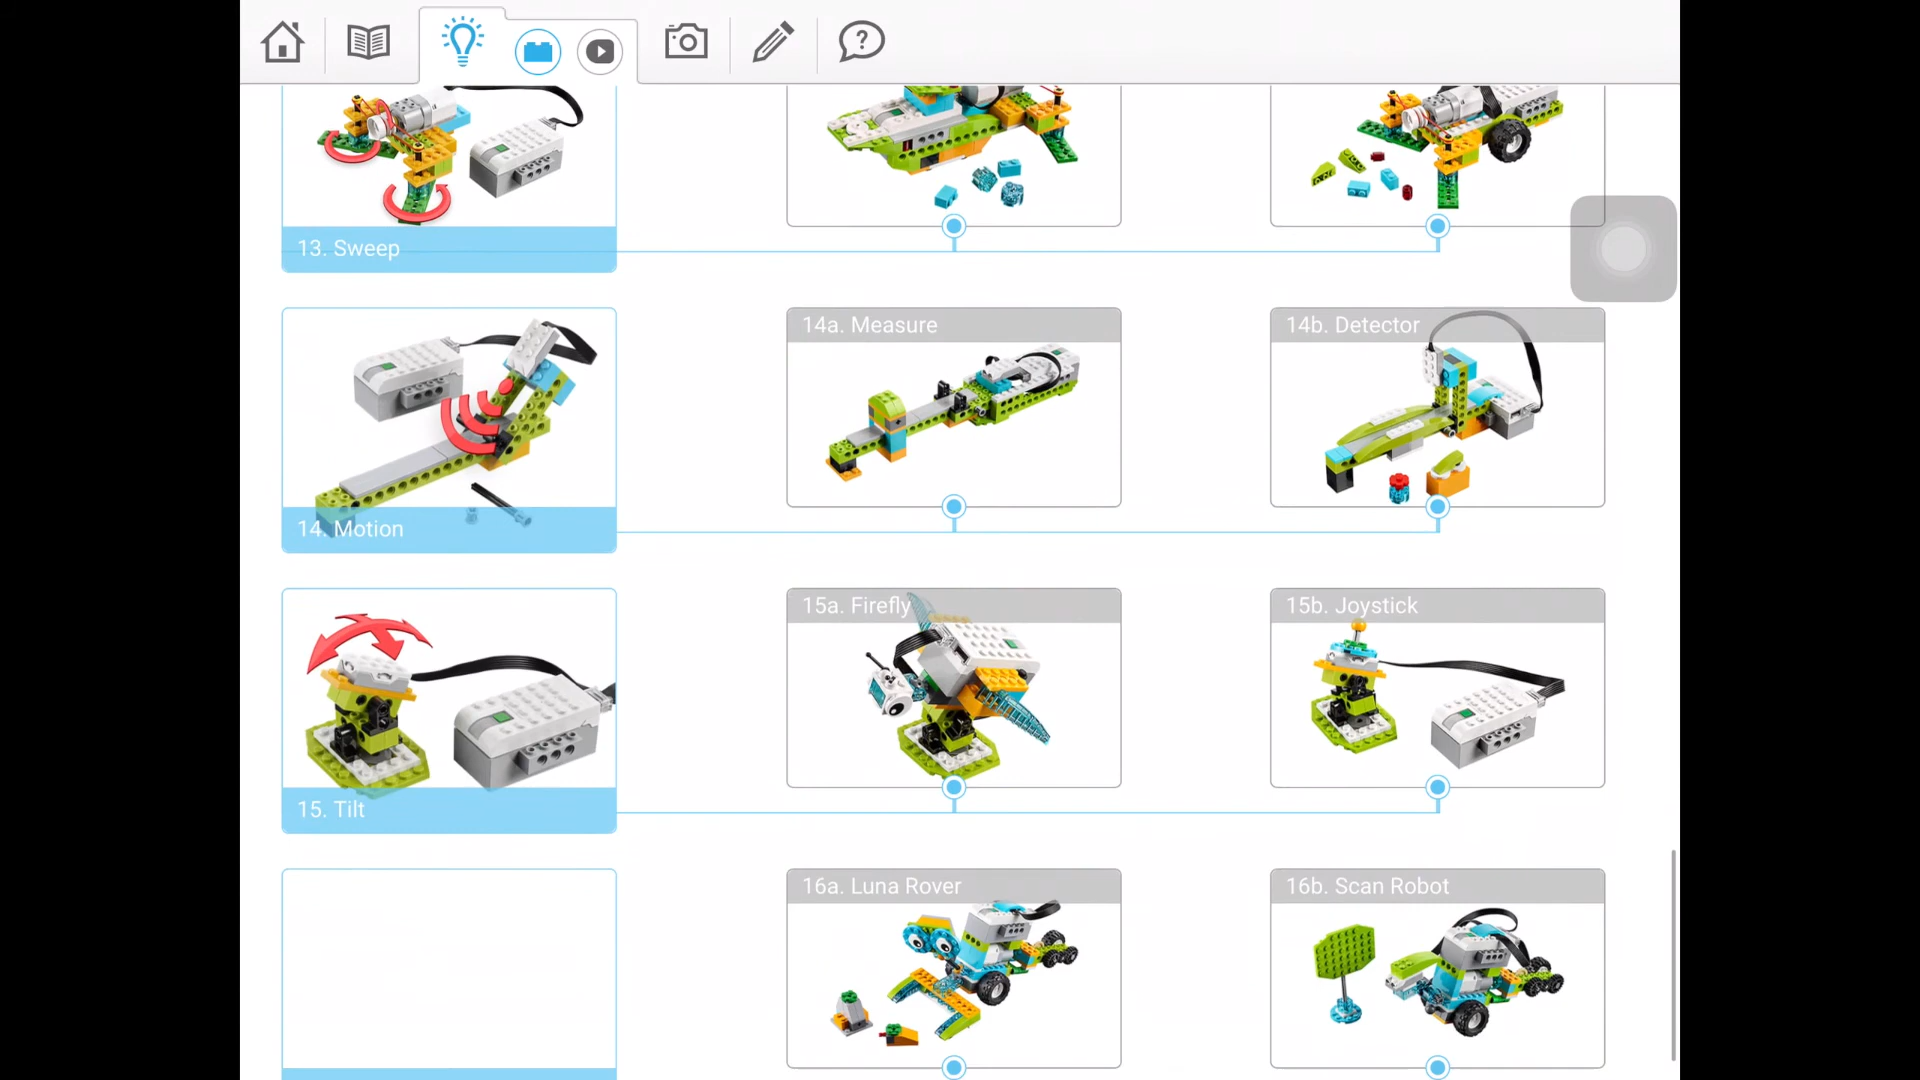 13. Sweep
14a. Measure
14b. Detector
14. Motion
15a. Firefly
15b. Joystick
15. Tilt
16a. Luna Rover
16b. Scan Robot